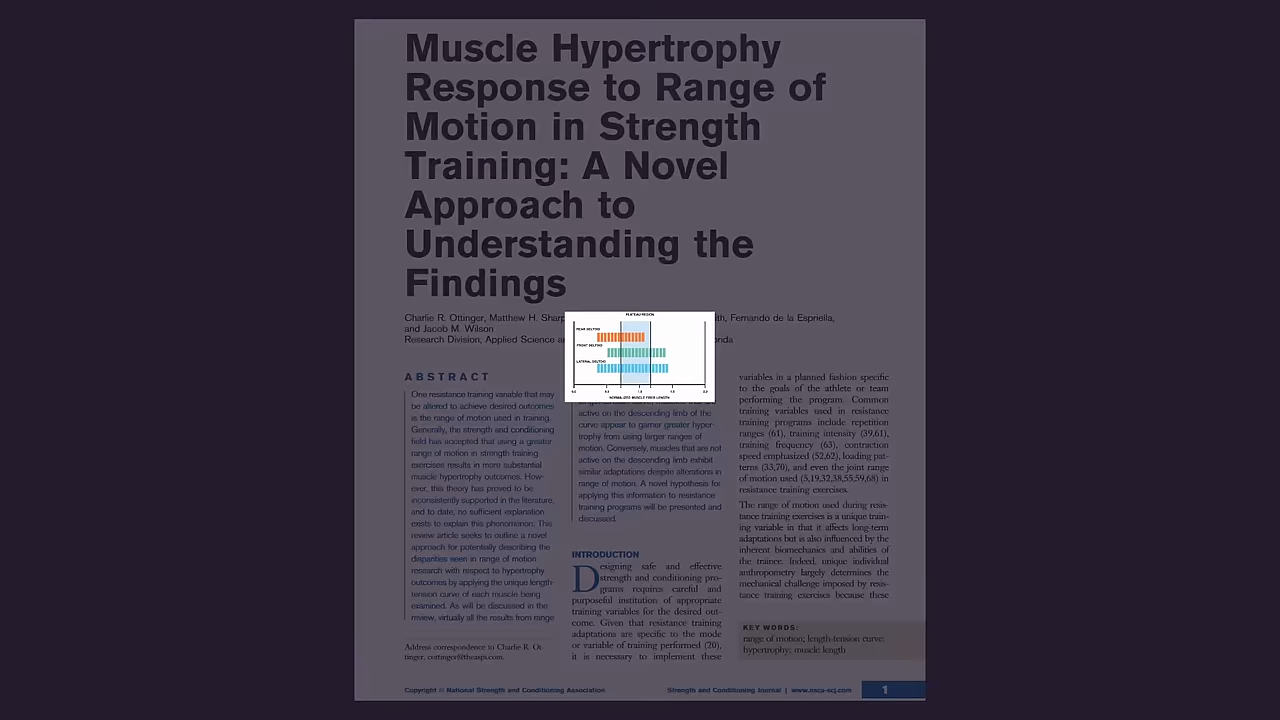 Muscle Hypertrophy
Response to Range of
Motion in Strength
Training: A Novel
Approach to
Understanding the
Findings
Charlie R. Ottinger, Matthew H. Sharp
Fernando de la Espriella,
and Jacob M. Wilson
Research Division, Applied Science
PLATEAU REGION
REAR DELTOID
FRONT DELTOID
LATERAL DELTOID
0.0 0.5 1.0 1.5 2.0
NORMALIZED MUSCLE FIBER LENGTH
ABSTRACT
One resistance training variable that may
be altered to achieve desired outcomes
is the range of motion used in training.
Generally, the strength and conditioning
field has accepted that using a greater
range of motion in strength training
exercises results in more substantial
muscle hypertrophy outcomes. How-
ever, this theory has proved to be
inconsistently supported in the literature,
and to date, no sufficient explanation
exists to explain this phenomenon. This
review article seeks to outline a novel
approach for potentially describing the
disparities seen in range of motion
research with respect to hypertrophy
outcomes by applying the unique length-
tension curve of each muscle being
examined. As will be discussed in the
review, virtually all the results from range
Address correspondence to Charlie R. Ot-
tinger, cottinger@theaspi.com.
active on the descending limb of the
curve appear to garner greater hyper-
trophy from using larger ranges of
motion. Conversely, muscles that are not
active on the descending limb exhibit
similar adaptations despite alterations in
range of motion. A novel hypothesis for
applying this information to resistance
training programs will be presented and
discussed.
INTRODUCTION
Designing safe and effective
strength and conditioning pro-
grams requires careful and
purposeful institution of appropriate
training variables for the desired out-
come. Given that resistance training
adaptations are specific to the mode
or variable of training performed (20),
it is necessary to implement these
variables in a planned fashion specific
to the goals of the athlete or team
performing the program. Common
training variables used in resistance
training programs include repetition
ranges (61), training intensity (39,61),
training frequency (63), contraction
speed emphasized (52,62), loading pat-
terns (33,70), and even the joint range
of motion used (5,19,32,38,55,59,68) in
resistance training exercises.
The range of motion used during resis-
tance training exercises is a unique train-
ing variable in that it affects long-term
adaptations but is also influenced by the
inherent biomechanics and abilities of
the trainee. Indeed, unique individual
anthropometry largely determines the
mechanical challenge imposed by resis-
tance training exercises because these
KEY WORDS:
range of motion; length-tension curve;
hypertrophy; muscle length
Copyright © National Strength and Conditioning Association
Strength and Conditioning Journal | www.nsca-scj.com
1